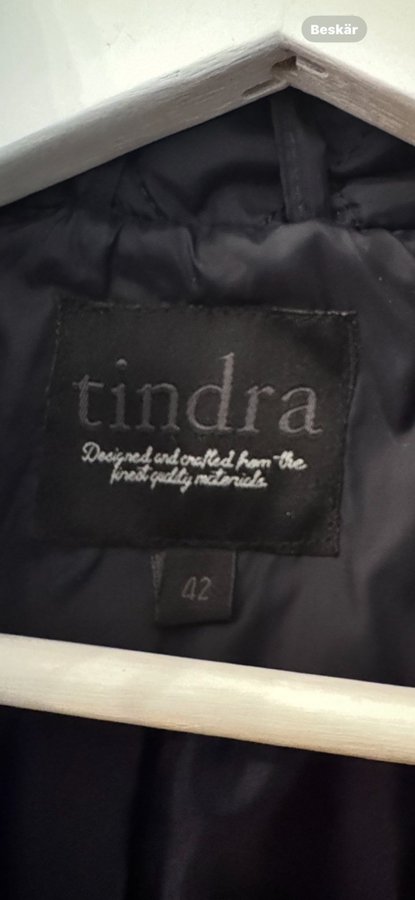 Beskär
tindra
Designed and crafted from the
finest quality materials.
42